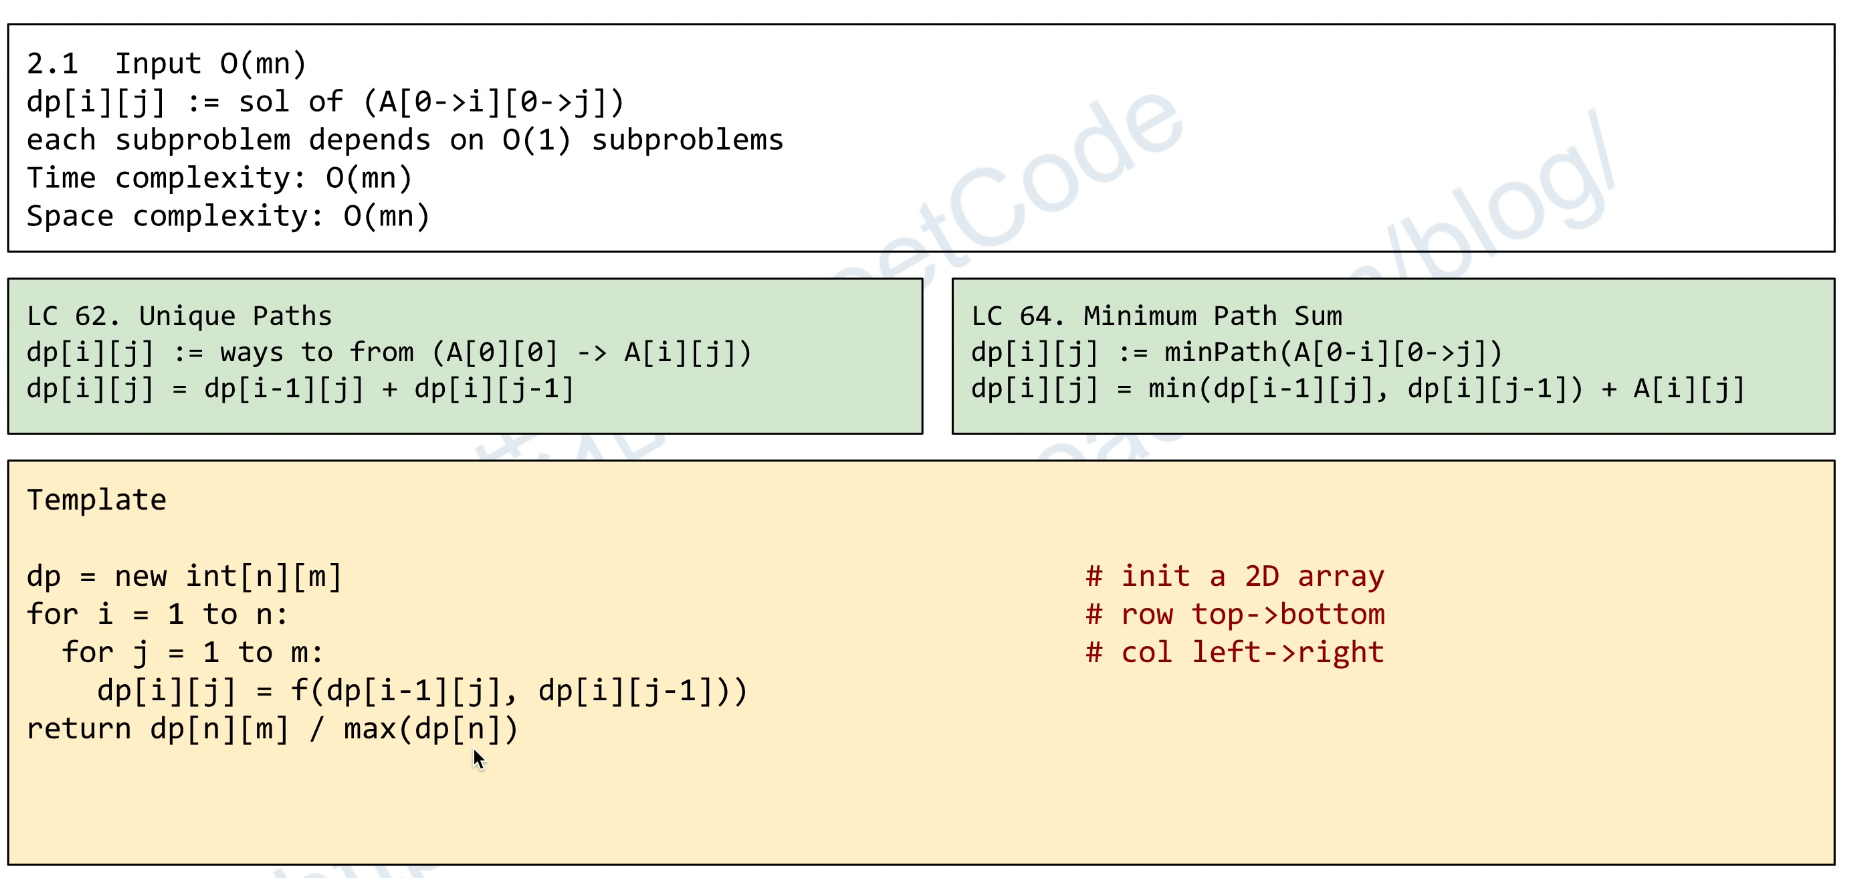 2.1  Input O(mn)
dp[i][j] := sol of (A[0->i][0->j])
each subproblem depends on O(1) subproblems
Time complexity: O(mn)
Space complexity: O(mn)
LC 62. Unique Paths
dp[i][j] := ways to from (A[0][0] -> A[i][j])
dp[i][j] = dp[i-1][j] + dp[i][j-1]
LC 64. Minimum Path Sum
dp[i][j] := minPath(A[0-i][0->j])
dp[i][j] = min(dp[i-1][j], dp[i][j-1]) + A[i][j]
Template
dp = new int[n][m] # init a 2D array
for i = 1 to n: # row top->bottom
  for j = 1 to m: # col left->right
    dp[i][j] = f(dp[i-1][j], dp[i][j-1]))
return dp[n][m] / max(dp[n])
etCode
/blog/